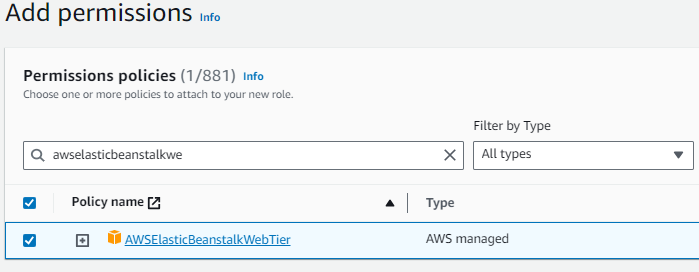 Add permissions Info
Permissions policies (1/881) Info
Choose one or more policies to attach to your new role.
Filter by Type
awselasticbeanstalkwe
All types
Policy name
Type
AWSElasticBeanstalkWebTier
AWS managed